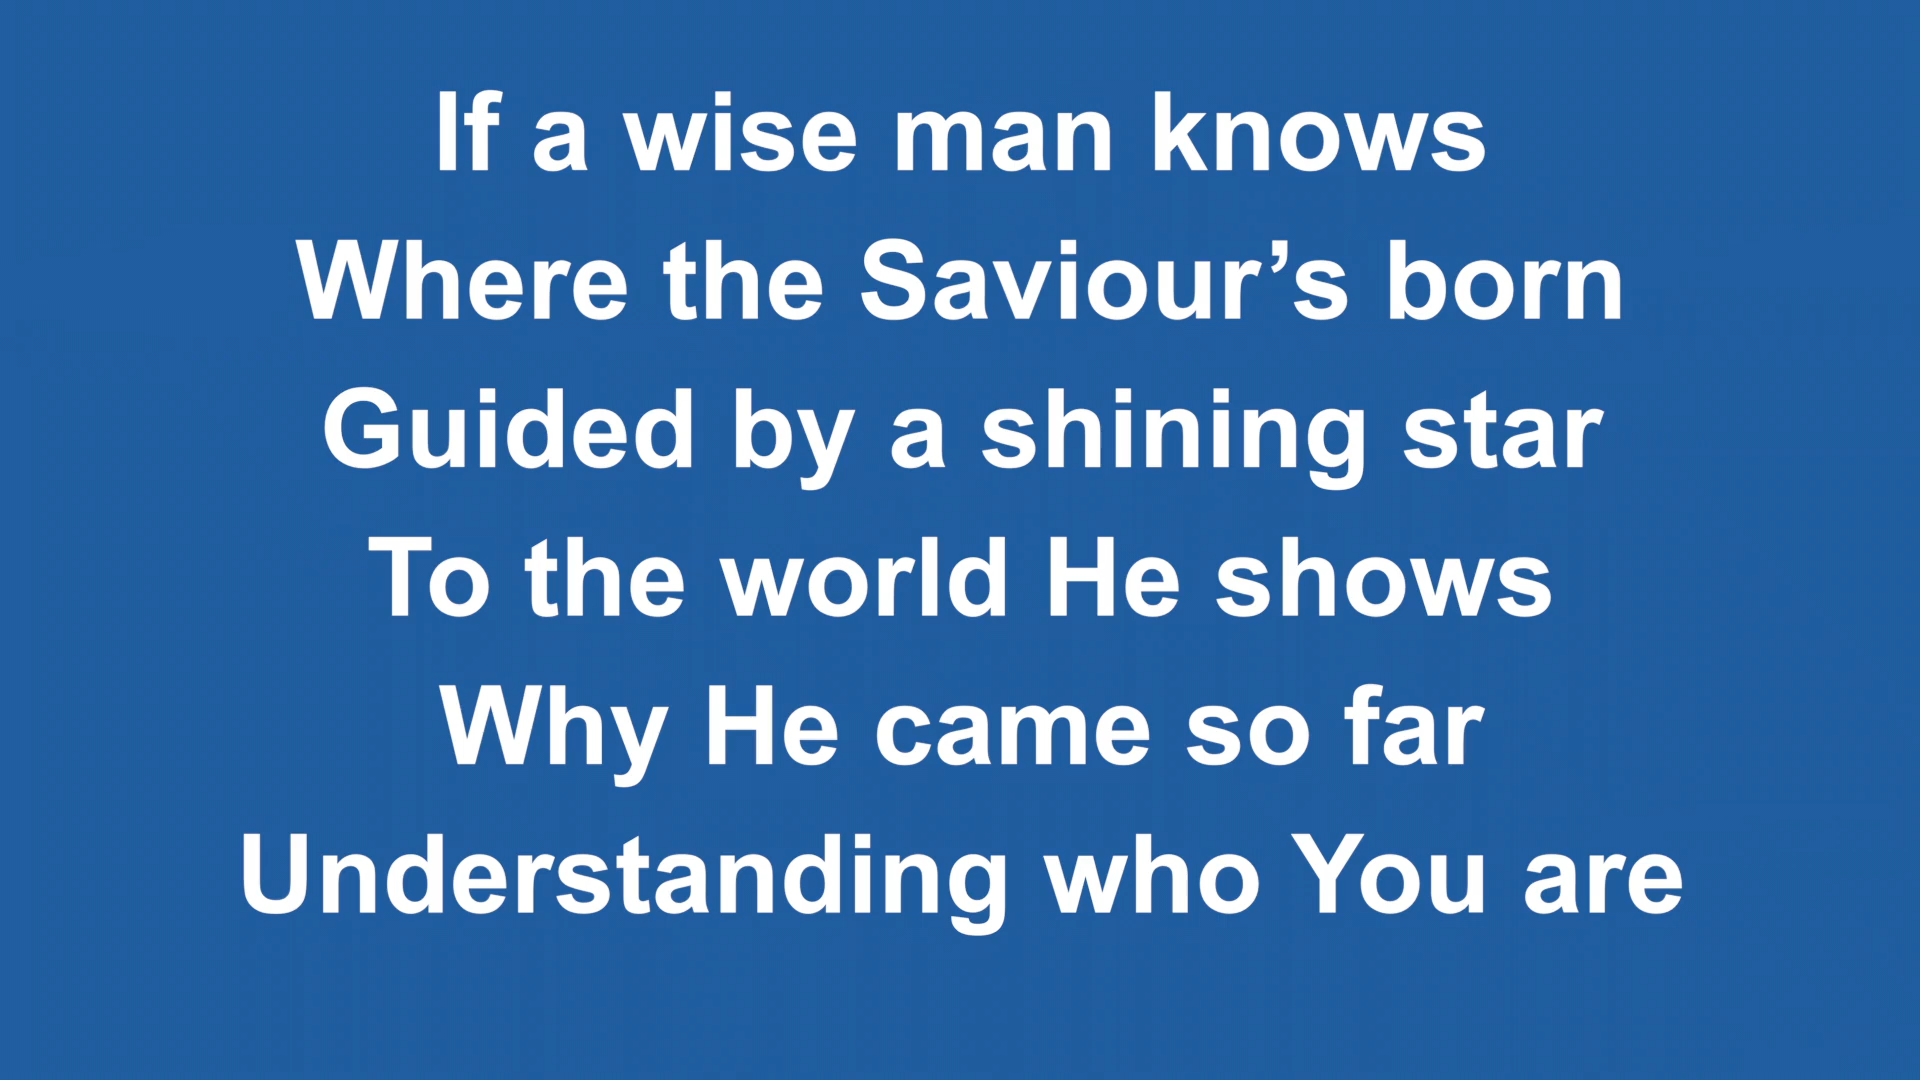 If a wise man knows
Where the Saviour’s born
Guided by a shining star
To the world He shows
Why He came so far
Understanding who You are